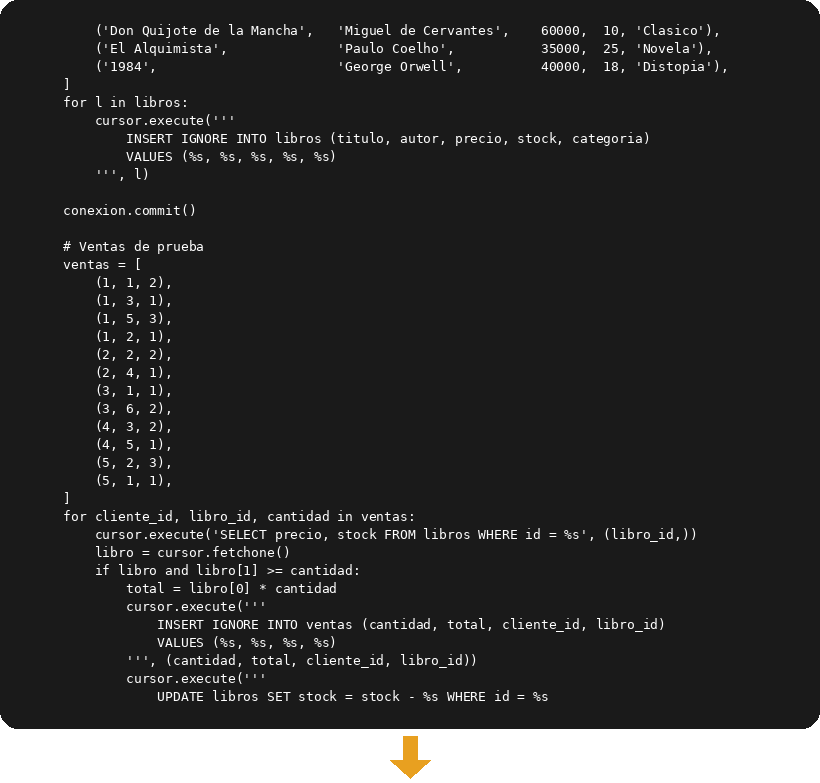 ('Don Quijote de la Mancha',   'Miguel de Cervantes',    60000,  10, 'Clasico'),
    ('El Alquimista',              'Paulo Coelho',           35000,  25, 'Novela'),
    ('1984',                       'George Orwell',          40000,  18, 'Distopia'),
]
for l in libros:
    cursor.execute('''
        INSERT IGNORE INTO libros (titulo, autor, precio, stock, categoria)
        VALUES (%s, %s, %s, %s, %s)
    ''', l)

conexion.commit()

# Ventas de prueba
ventas = [
    (1, 1, 2),
    (1, 3, 1),
    (1, 5, 3),
    (1, 2, 1),
    (2, 2, 2),
    (2, 4, 1),
    (3, 1, 1),
    (3, 6, 2),
    (4, 3, 2),
    (4, 5, 1),
    (5, 2, 3),
    (5, 1, 1),
]
for cliente_id, libro_id, cantidad in ventas:
    cursor.execute('SELECT precio, stock FROM libros WHERE id = %s', (libro_id,))
    libro = cursor.fetchone()
    if libro and libro[1] >= cantidad:
        total = libro[0] * cantidad
        cursor.execute('''
            INSERT IGNORE INTO ventas (cantidad, total, cliente_id, libro_id)
            VALUES (%s, %s, %s, %s)
        ''', (cantidad, total, cliente_id, libro_id))
        cursor.execute('''
            UPDATE libros SET stock = stock - %s WHERE id = %s